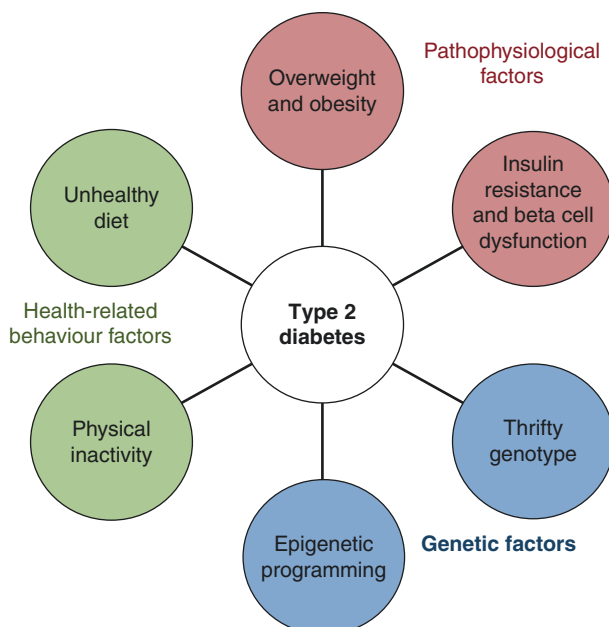 Overweight
and obesity
Pathophysiological
factors
Insulin
resistance
and beta cell
dysfunction
Unhealthy
diet
Type 2
diabetes
Health-related
behaviour factors
Physical
inactivity
Thrifty
genotype
Epigenetic
programming
Genetic factors